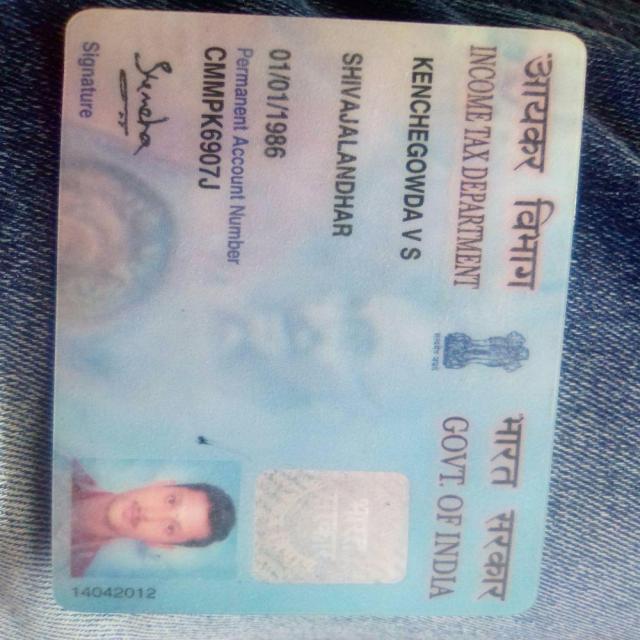 आयकर विभाग
INCOME TAX DEPARTMENT
भारत सरकार
GOVT. OF INDIA
KENCHEGOWDA V S
SHIVAJALANDHAR
01/01/1986
Permanent Account Number
CMMPK6907J
Signature
14042012